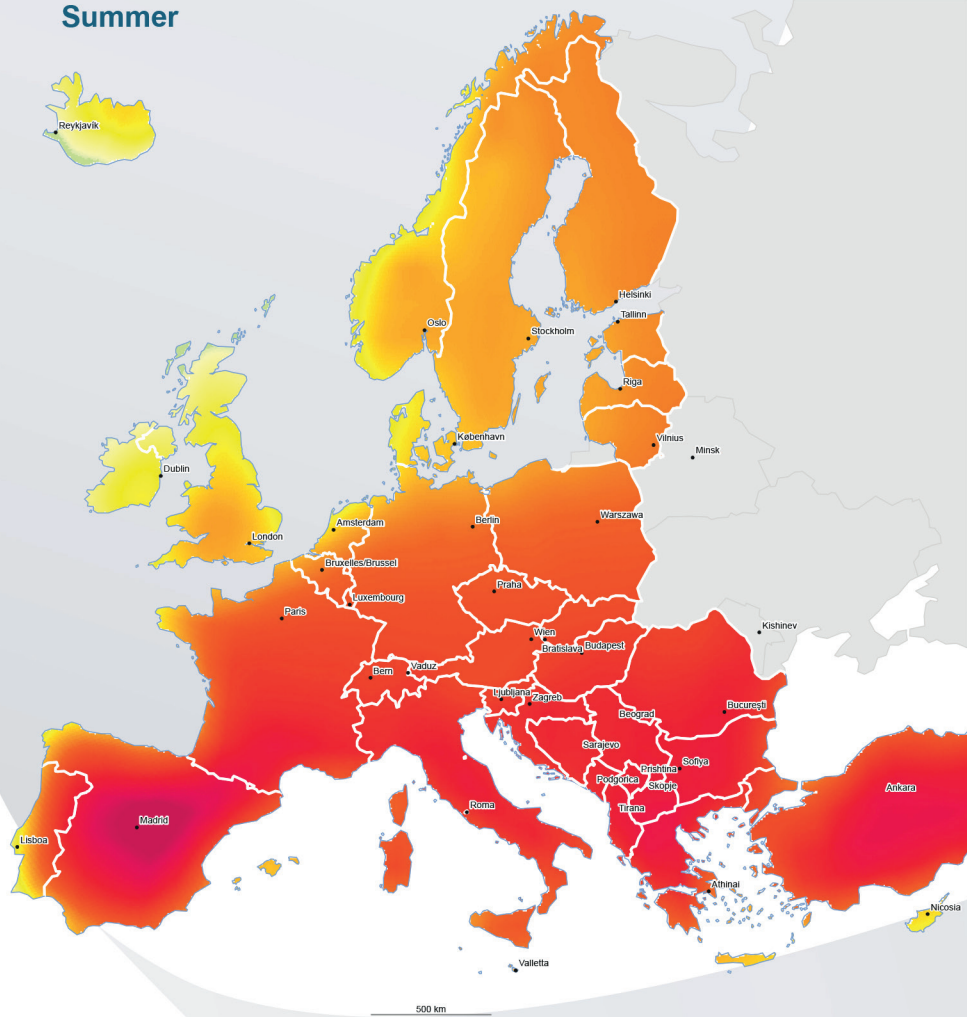 Summer
Reykjavík
Helsinki
Tallinn
Oslo
Stockholm
Riga
København
Vilnius
Minsk
Dublin
Warszawa
Amsterdam
Berlin
London
Bruxelles/Brussel
Praha
Luxembourg
Paris
Kishinev
Wien
Bratislava
Budapest
Vaduz
Bern
Ljubljana
Zagreb
Bucureşti
Beograd
Sarajevo
Sofiya
Prishtina
Podgorica
Skopje
Ankara
Roma
Tirana
Madrid
Lisboa
Athinai
Nicosia
Valletta
500 km